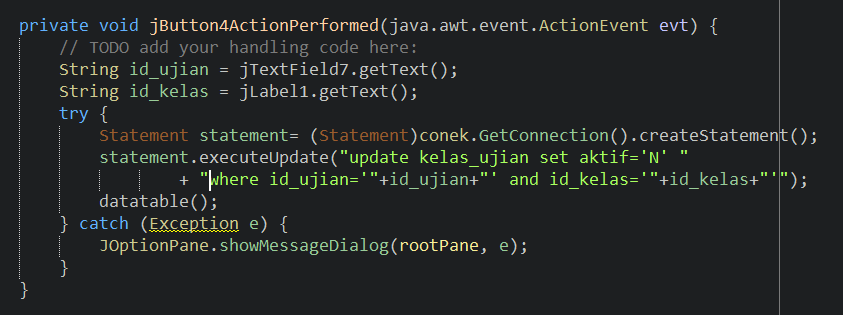 private void jButton4ActionPerformed(java.awt.event.ActionEvent evt) {
// TODO add your handling code here:
String id_ujian = jTextField7.getText();
String id_kelas = jLabel1.getText();
try {
Statement statement= (Statement)conek.GetConnection().createStatement();
statement.executeUpdate("update kelas_ujian set aktif='N' "
+ "where id_ujian='"+id_ujian+"' and id_kelas='"+id_kelas+"'");
datatable();
} catch (Exception e) {
JOptionPane.showMessageDialog(rootPane, e);
}
}